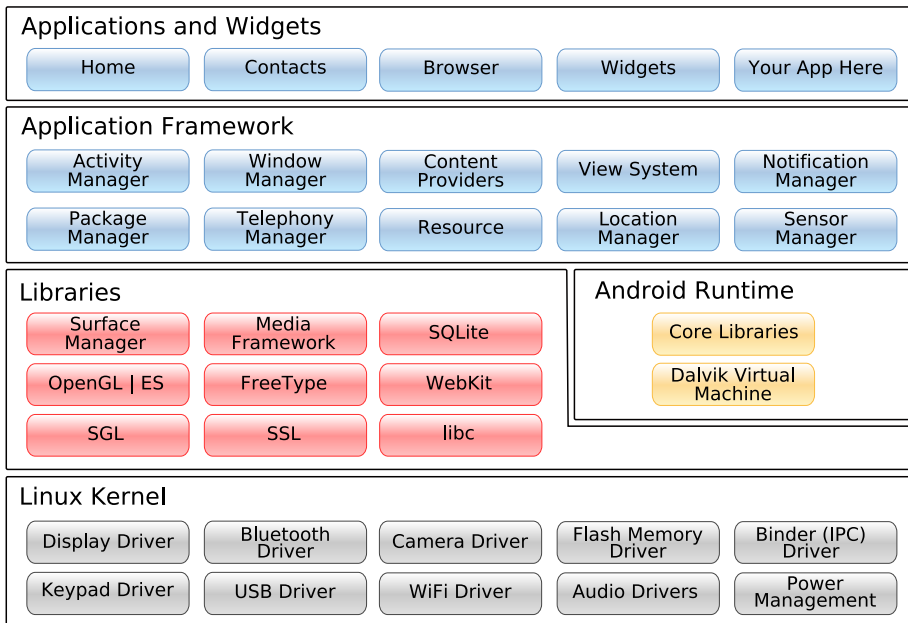 Applications and Widgets
Home
Contacts
Browser
Widgets
Your App Here
Application Framework
Activity
Manager
Window
Manager
Content
Providers
View System
Notification
Manager
Package
Manager
Telephony
Manager
Resource
Location
Manager
Sensor
Manager
Libraries
Surface
Manager
Media
Framework
SQLite
OpenGL | ES
FreeType
WebKit
SGL
SSL
libc
Android Runtime
Core Libraries
Dalvik Virtual
Machine
Linux Kernel
Display Driver
Bluetooth
Driver
Camera Driver
Flash Memory
Driver
Binder (IPC)
Driver
Keypad Driver
USB Driver
WiFi Driver
Audio Drivers
Power
Management